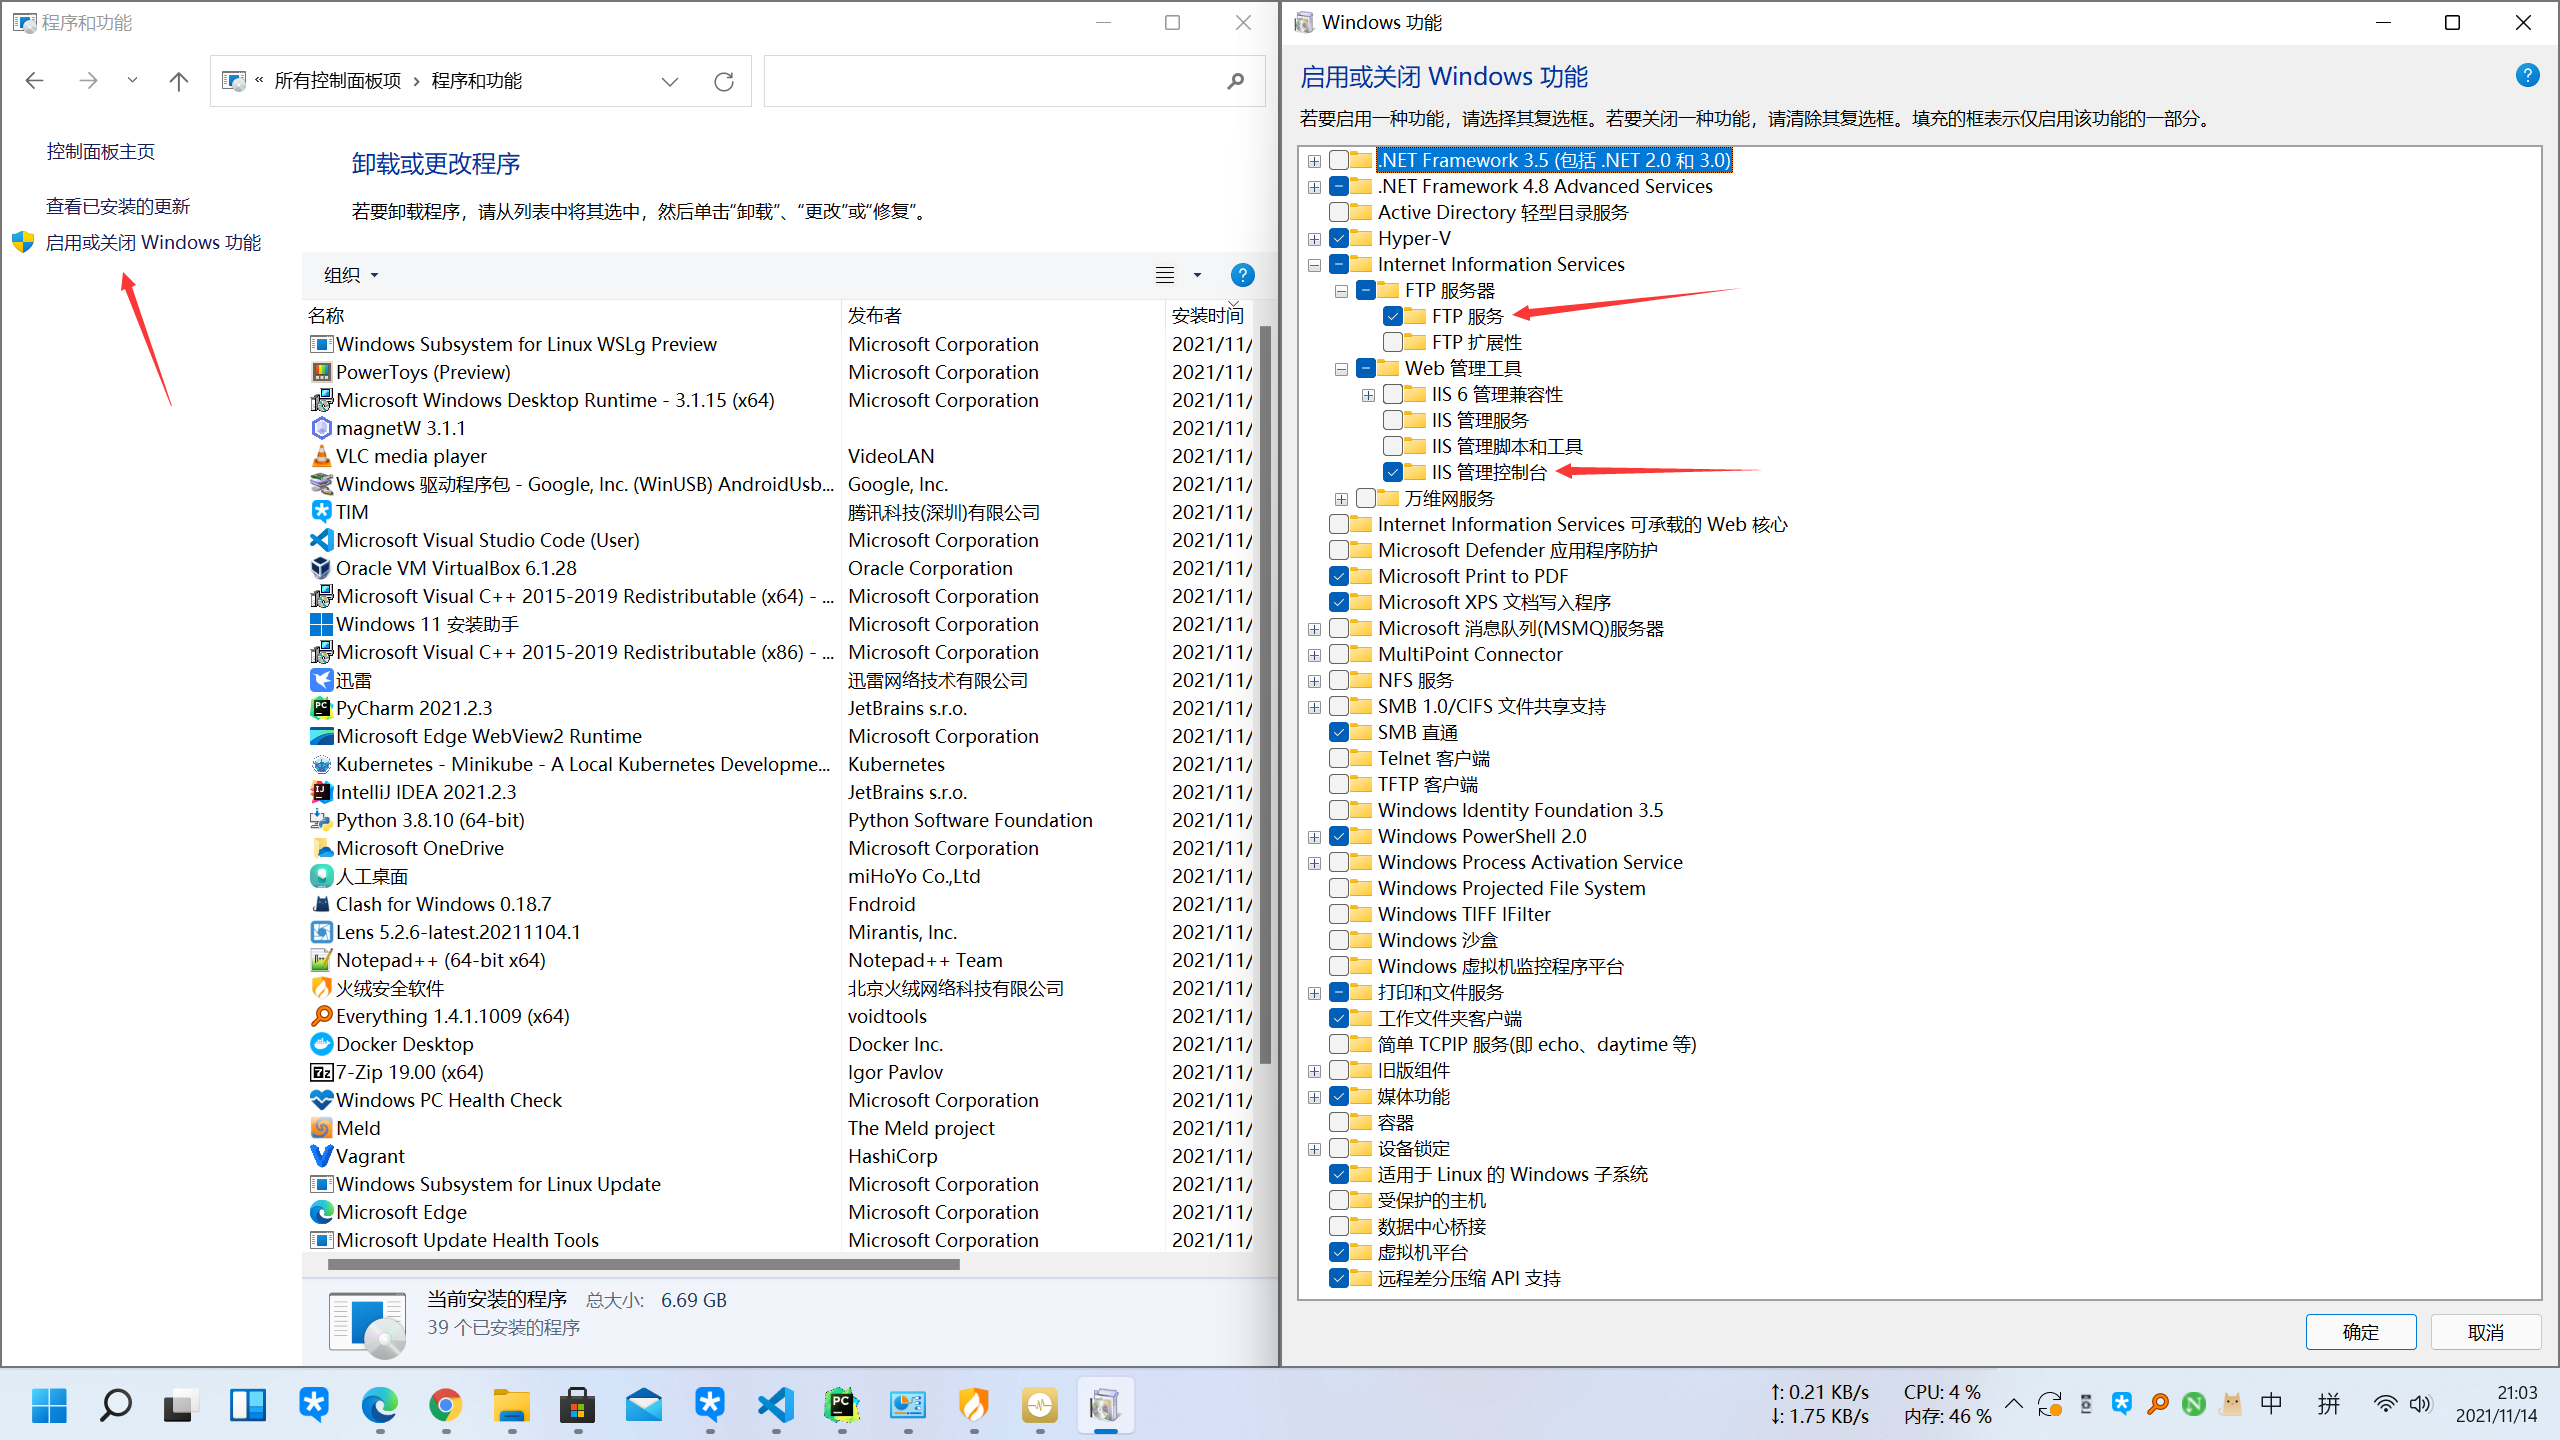 程序和功能
« 所有控制面板项 › 程序和功能
控制面板主页
查看已安装的更新
启用或关闭 Windows 功能
卸载或更改程序
若要卸载程序，请从列表中将其选中，然后单击“卸载”、“更改”或“修复”。
组织
名称 发布者 安装时间
Windows Subsystem for Linux WSLg Preview Microsoft Corporation 2021/11/
PowerToys (Preview) Microsoft Corporation 2021/11/
Microsoft Windows Desktop Runtime - 3.1.15 (x64) Microsoft Corporation 2021/11/
magnetW 3.1.1 2021/11/
VLC media player VideoLAN 2021/11/
Windows 驱动程序包 - Google, Inc. (WinUSB) AndroidUsb... Google, Inc. 2021/11/
TIM 腾讯科技(深圳)有限公司 2021/11/
Microsoft Visual Studio Code (User) Microsoft Corporation 2021/11/
Oracle VM VirtualBox 6.1.28 Oracle Corporation 2021/11/
Microsoft Visual C++ 2015-2019 Redistributable (x64) - ... Microsoft Corporation 2021/11/
Windows 11 安装助手 Microsoft Corporation 2021/11/
Microsoft Visual C++ 2015-2019 Redistributable (x86) - ... Microsoft Corporation 2021/11/
迅雷 迅雷网络技术有限公司 2021/11/
PyCharm 2021.2.3 JetBrains s.r.o. 2021/11/
Microsoft Edge WebView2 Runtime Microsoft Corporation 2021/11/
Kubernetes - Minikube - A Local Kubernetes Developme... Kubernetes 2021/11/
IntelliJ IDEA 2021.2.3 JetBrains s.r.o. 2021/11/
Python 3.8.10 (64-bit) Python Software Foundation 2021/11/
Microsoft OneDrive Microsoft Corporation 2021/11/
人工桌面 miHoYo Co.,Ltd 2021/11/
Clash for Windows 0.18.7 Fndroid 2021/11/
Lens 5.2.6-latest.20211104.1 Mirantis, Inc. 2021/11/
Notepad++ (64-bit x64) Notepad++ Team 2021/11/
火绒安全软件 北京火绒网络科技有限公司 2021/11/
Everything 1.4.1.1009 (x64) voidtools 2021/11/
Docker Desktop Docker Inc. 2021/11/
7-Zip 19.00 (x64) Igor Pavlov 2021/11/
Windows PC Health Check Microsoft Corporation 2021/11/
Meld The Meld project 2021/11/
Vagrant HashiCorp 2021/11/
Windows Subsystem for Linux Update Microsoft Corporation 2021/11/
Microsoft Edge Microsoft Corporation 2021/11/
Microsoft Update Health Tools Microsoft Corporation 2021/11/
当前安装的程序 总大小: 6.69 GB
39 个已安装的程序
Windows 功能
启用或关闭 Windows 功能
若要启用一种功能，请选择其复选框。若要关闭一种功能，请清除其复选框。填充的框表示仅启用该功能的一部分。
.NET Framework 3.5 (包括 .NET 2.0 和 3.0)
.NET Framework 4.8 Advanced Services
Active Directory 轻型目录服务
Hyper-V
Internet Information Services
FTP 服务器
FTP 服务
FTP 扩展性
Web 管理工具
IIS 6 管理兼容性
IIS 管理服务
IIS 管理脚本和工具
IIS 管理控制台
万维网服务
Internet Information Services 可承载的 Web 核心
Microsoft Defender 应用程序防护
Microsoft Print to PDF
Microsoft XPS 文档写入程序
Microsoft 消息队列(MSMQ)服务器
MultiPoint Connector
NFS 服务
SMB 1.0/CIFS 文件共享支持
SMB 直通
Telnet 客户端
TFTP 客户端
Windows Identity Foundation 3.5
Windows PowerShell 2.0
Windows Process Activation Service
Windows Projected File System
Windows TIFF IFilter
Windows 沙盒
Windows 虚拟机监控程序平台
打印和文件服务
工作文件夹客户端
简单 TCPIP 服务(即 echo、daytime 等)
旧版组件
媒体功能
容器
设备锁定
适用于 Linux 的 Windows 子系统
受保护的主机
数据中心桥接
虚拟机平台
远程差分压缩 API 支持
确定 取消
↑: 0.21 KB/s CPU: 4 %
↓: 1.75 KB/s 内存: 46 %
中 拼
21:03
2021/11/14